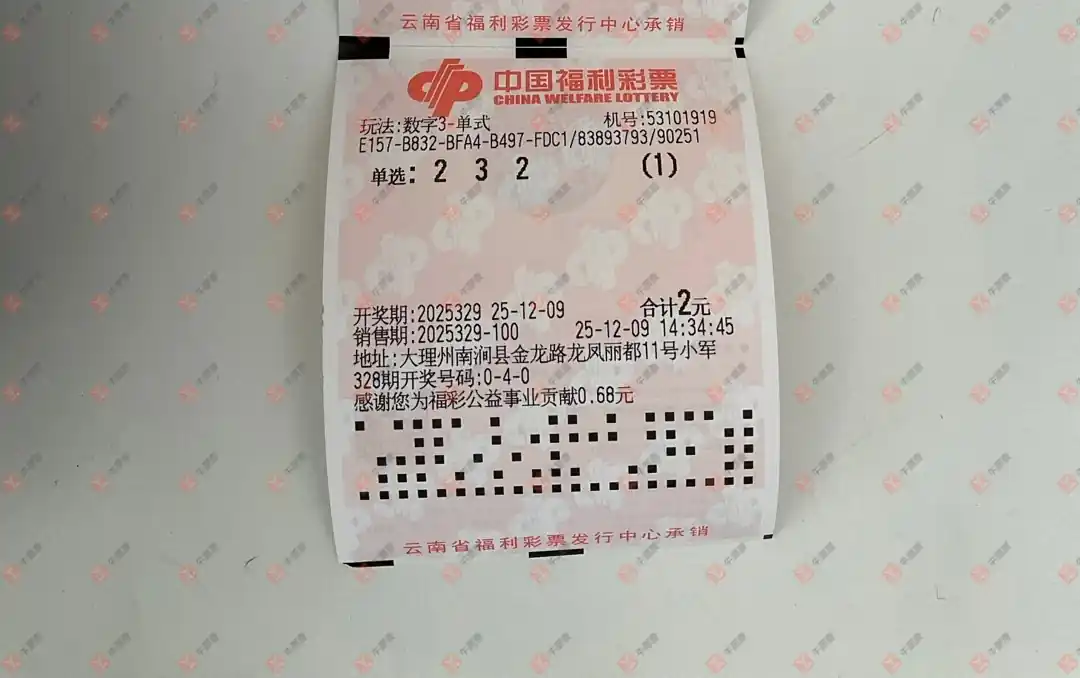 云南省福利彩票发行中心承销
中国福利彩票
CHINA WELFARE LOTTERY
玩法:数字3-单式 机号:53101919
E157-B832-BFA4-B497-FDC1/83893793/90251
单选: 2 3 2 (1)
开奖期:2025329 25-12-09 合计2元
销售期:2025329-100 25-12-09 14:34:45
地址:大理州南涧县金龙路龙凤丽都11号小军
328期开奖号码:0-4-0
感谢您为福彩公益事业贡献0.68元
云南省福利彩票发行中心承销